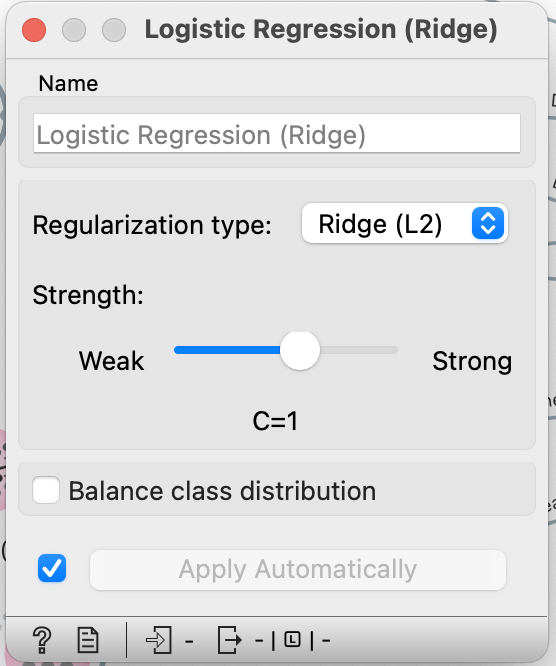 Logistic Regression (Ridge)
Name
Logistic Regression (Ridge)
Regularization type: Ridge (L2)
Strength:
Weak Strong
C=1
Balance class distribution
Apply Automatically
? - - | L | -